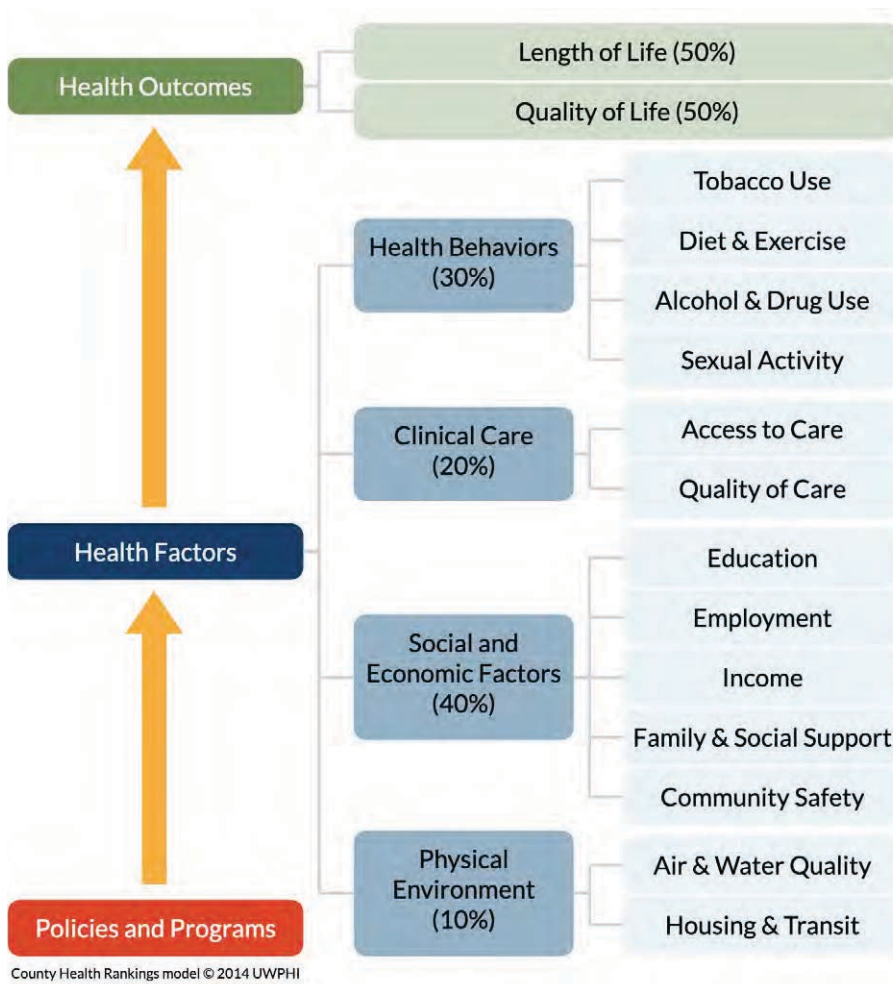 Health Outcomes
Length of Life (50%)
Quality of Life (50%)
Health Factors
Health Behaviors
(30%)
Tobacco Use
Diet & Exercise
Alcohol & Drug Use
Sexual Activity
Clinical Care
(20%)
Access to Care
Quality of Care
Social and
Economic Factors
(40%)
Education
Employment
Income
Family & Social Support
Community Safety
Physical
Environment
(10%)
Air & Water Quality
Housing & Transit
Policies and Programs
County Health Rankings model © 2014 UWPHI